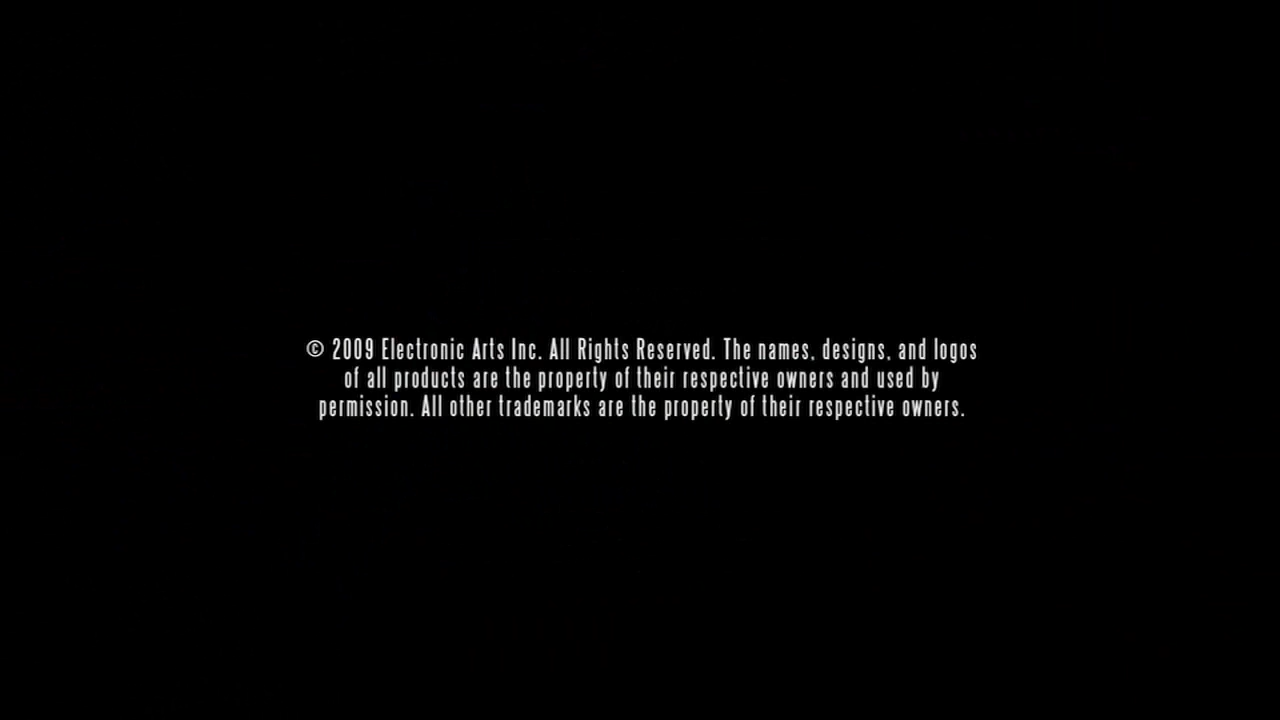 © 2009 Electronic Arts Inc. All Rights Reserved. The names, designs, and logos
of all products are the property of their respective owners and used by
permission. All other trademarks are the property of their respective owners.